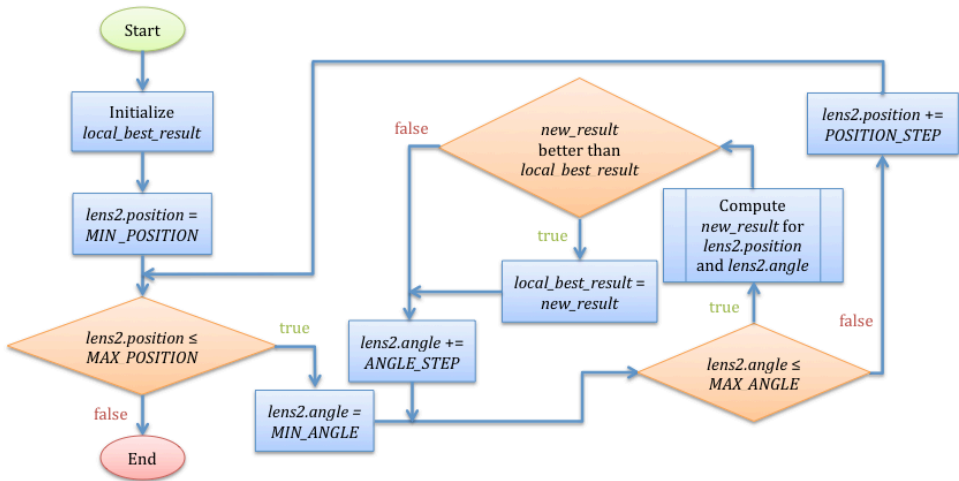 Start
Initialize
local_best_result
lens2.position =
MIN_POSITION
lens2.position ≤
MAX POSITION
true
false
End
lens2.angle =
MIN_ANGLE
lens2.angle +=
ANGLE_STEP
false
new_result
better than
local best result
true
local_best_result =
new_result
Compute
new_result for
lens2.position
and lens2.angle
true
lens2.angle ≤
MAX ANGLE
false
lens2.position +=
POSITION_STEP